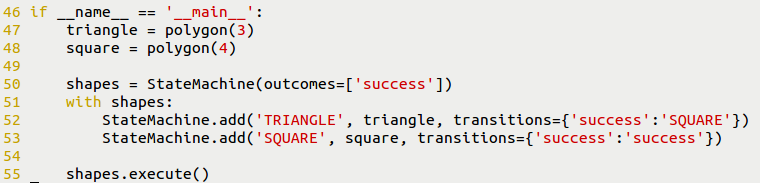 46 if __name__ == '__main__':
47     triangle = polygon(3)
48     square = polygon(4)
49
50     shapes = StateMachine(outcomes=['success'])
51     with shapes:
52         StateMachine.add('TRIANGLE', triangle, transitions={'success':'SQUARE'})
53         StateMachine.add('SQUARE', square, transitions={'success':'success'})
54
55     shapes.execute()